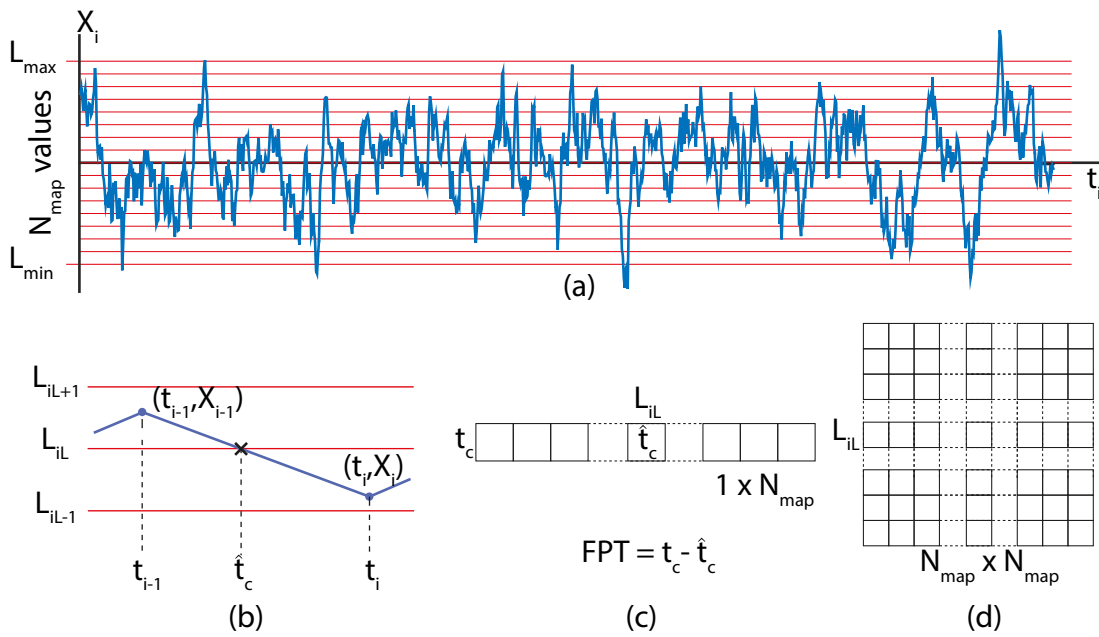 X_i
L_max
N_map values
t_i
L_min
(a)
L_iL+1
(t_i-1,X_i-1)
L_iL
(t_i,X_i)
L_iL-1
t_i-1
t̂_c
t_i
(b)
L_iL
t_c
t̂_c
1 x N_map
FPT = t_c - t̂_c
(c)
L_iL
N_map x N_map
(d)